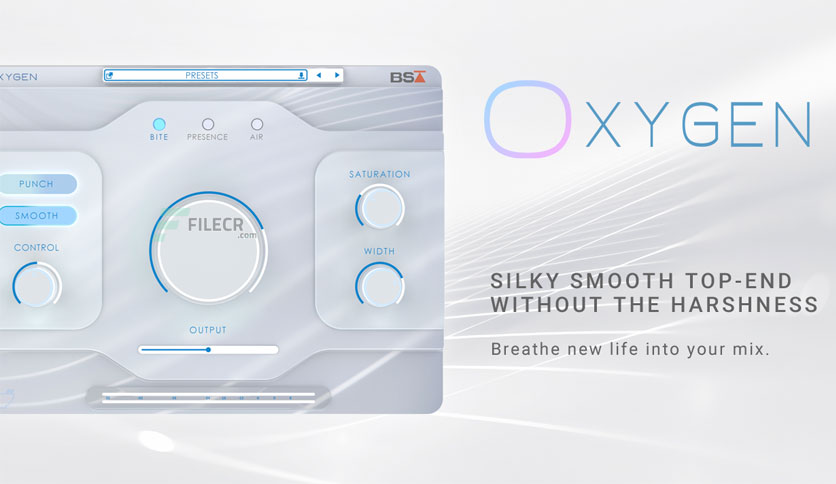 XYGEN
PRESETS
BSA
BITE
PRESENCE
AIR
PUNCH
SMOOTH
CONTROL
FILECR
.com
SATURATION
WIDTH
OUTPUT
OXYGEN
SILKY SMOOTH TOP-END
WITHOUT THE HARSHNESS
Breathe new life into your mix.